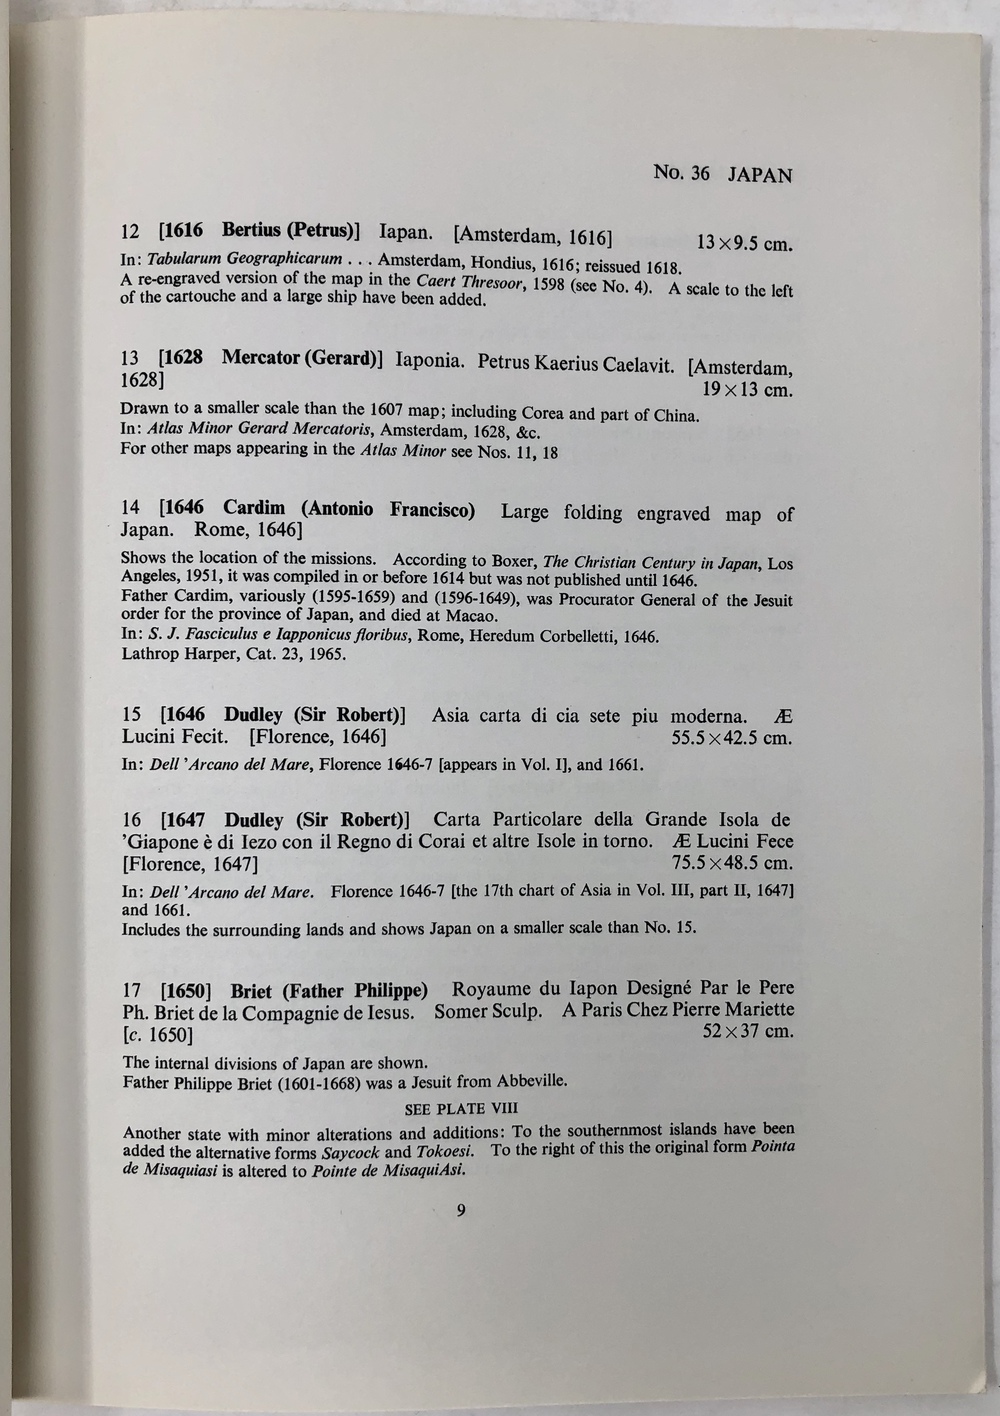 No. 36 JAPAN
12 [1616 Bertius (Petrus)] Iapan. [Amsterdam, 1616] 13 × 9.5 cm.
In: Tabularum Geographicarum . . . Amsterdam, Hondius, 1616; reissued 1618.
A re-engraved version of the map in the Caert Thresoor, 1598 (see No. 4). A scale to the left
of the cartouche and a large ship have been added.
13 [1628 Mercator (Gerard)] Iaponia. Petrus Kaerius Caelavit. [Amsterdam,
1628] 19 × 13 cm.
Drawn to a smaller scale than the 1607 map; including Corea and part of China.
In: Atlas Minor Gerard Mercatoris, Amsterdam, 1628, &c.
For other maps appearing in the Atlas Minor see Nos. 11, 18
14 [1646 Cardim (Antonio Francisco) Large folding engraved map of
Japan. Rome, 1646]
Shows the location of the missions. According to Boxer, The Christian Century in Japan, Los
Angeles, 1951, it was compiled in or before 1614 but was not published until 1646.
Father Cardim, variously (1595-1659) and (1596-1649), was Procurator General of the Jesuit
order for the province of Japan, and died at Macao.
In: S. J. Fasciculus e Iapponicus floribus, Rome, Heredum Corbelletti, 1646.
Lathrop Harper, Cat. 23, 1965.
15 [1646 Dudley (Sir Robert)] Asia carta di cia sete piu moderna. Æ
Lucini Fecit. [Florence, 1646] 55.5 × 42.5 cm.
In: Dell 'Arcano del Mare, Florence 1646-7 [appears in Vol. I], and 1661.
16 [1647 Dudley (Sir Robert)] Carta Particolare della Grande Isola de
'Giapone è di Iezo con il Regno di Corai et altre Isole in torno. Æ Lucini Fece
[Florence, 1647] 75.5 × 48.5 cm.
In: Dell 'Arcano del Mare. Florence 1646-7 [the 17th chart of Asia in Vol. III, part II, 1647]
and 1661.
Includes the surrounding lands and shows Japan on a smaller scale than No. 15.
17 [1650] Briet (Father Philippe) Royaume du Iapon Designé Par le Pere
Ph. Briet de la Compagnie de Iesus. Somer Sculp. A Paris Chez Pierre Mariette
[c. 1650] 52 × 37 cm.
The internal divisions of Japan are shown.
Father Philippe Briet (1601-1668) was a Jesuit from Abbeville.
SEE PLATE VIII
Another state with minor alterations and additions: To the southernmost islands have been
added the alternative forms Saycock and Tokoesi. To the right of this the original form Pointa
de Misaquiasi is altered to Pointe de MisaquiAsi.
9